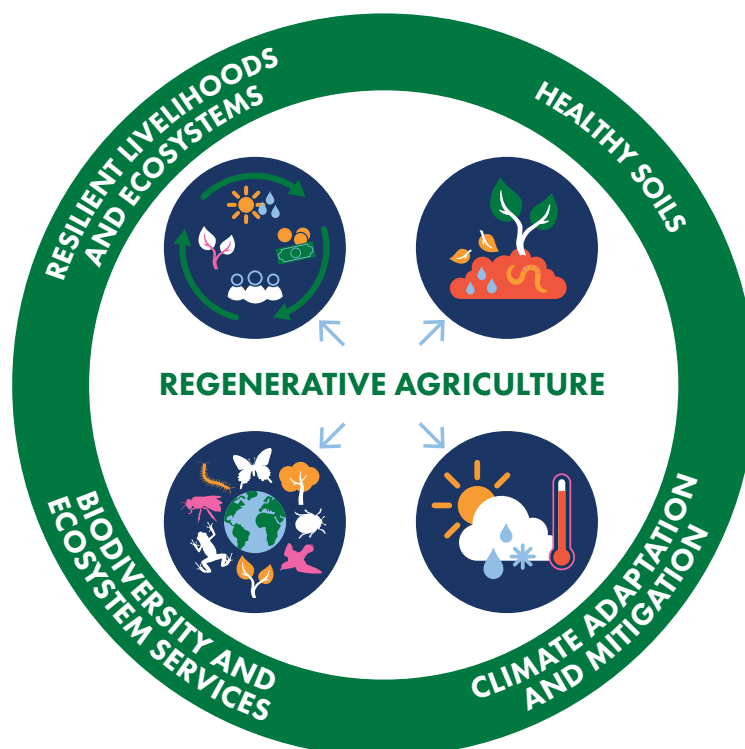 RESILIENT LIVELIHOODS
AND ECOSYSTEMS
HEALTHY SOILS
REGENERATIVE AGRICULTURE
BIODIVERSITY AND
ECOSYSTEM SERVICES
CLIMATE ADAPTATION
AND MITIGATION